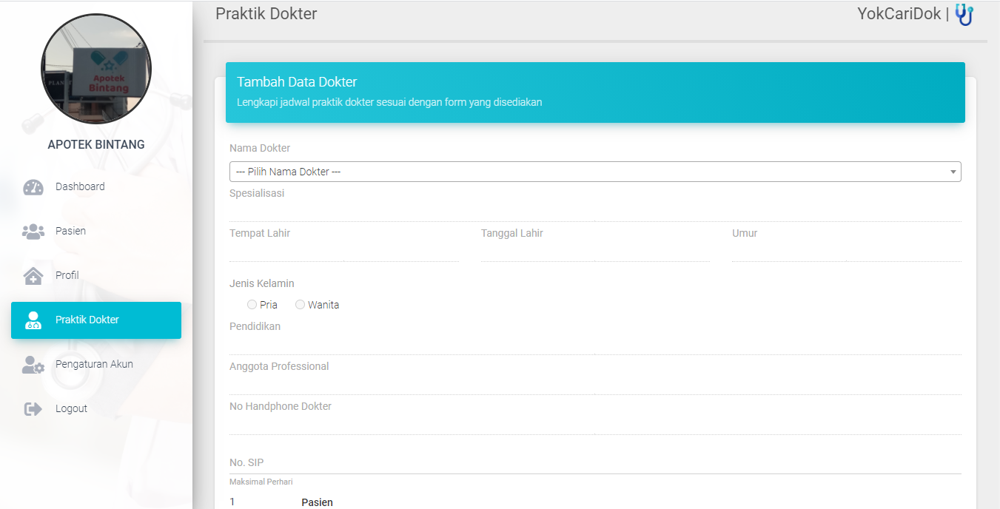 Praktik Dokter
YokCariDok |
PLAN
Apotek
Bintang
APOTEK BINTANG
Dashboard
Pasien
Profil
Praktik Dokter
Pengaturan Akun
Logout
Tambah Data Dokter
Lengkapi jadwal praktik dokter sesuai dengan form yang disediakan
Nama Dokter
--- Pilih Nama Dokter ---
Spesialisasi
Tempat Lahir Tanggal Lahir Umur
Jenis Kelamin
Pria Wanita
Pendidikan
Anggota Professional
No Handphone Dokter
No. SIP
Maksimal Perhari
1 Pasien